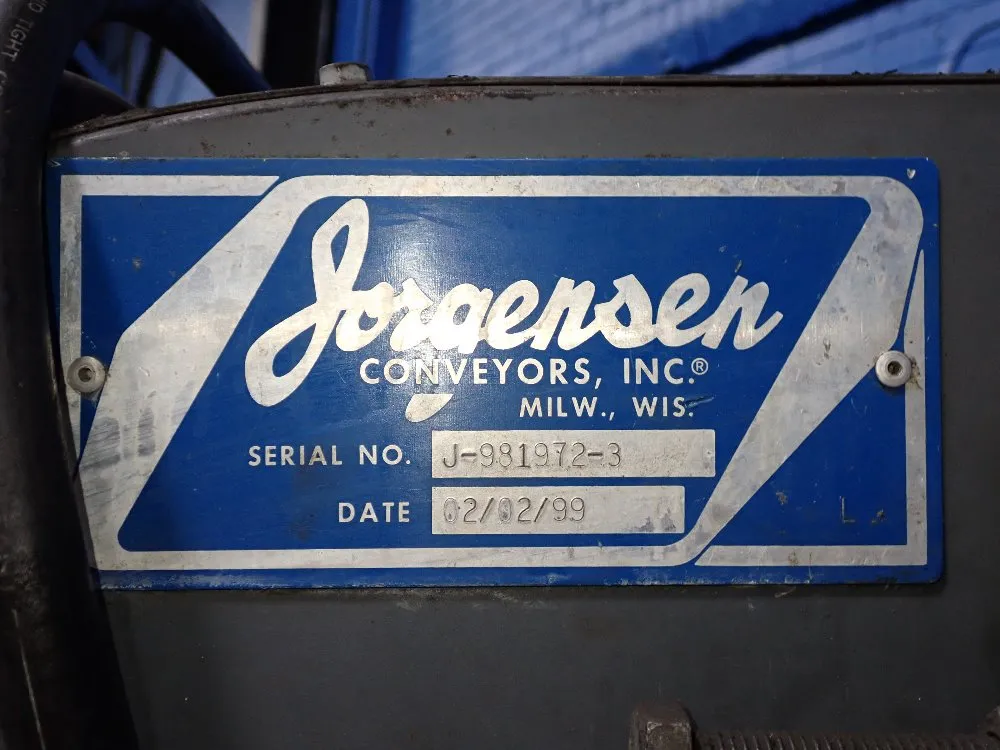 Jorgensen
CONVEYORS, INC.®
MILW., WIS.
SERIAL NO. J-981972-3
DATE 02/02/99
L